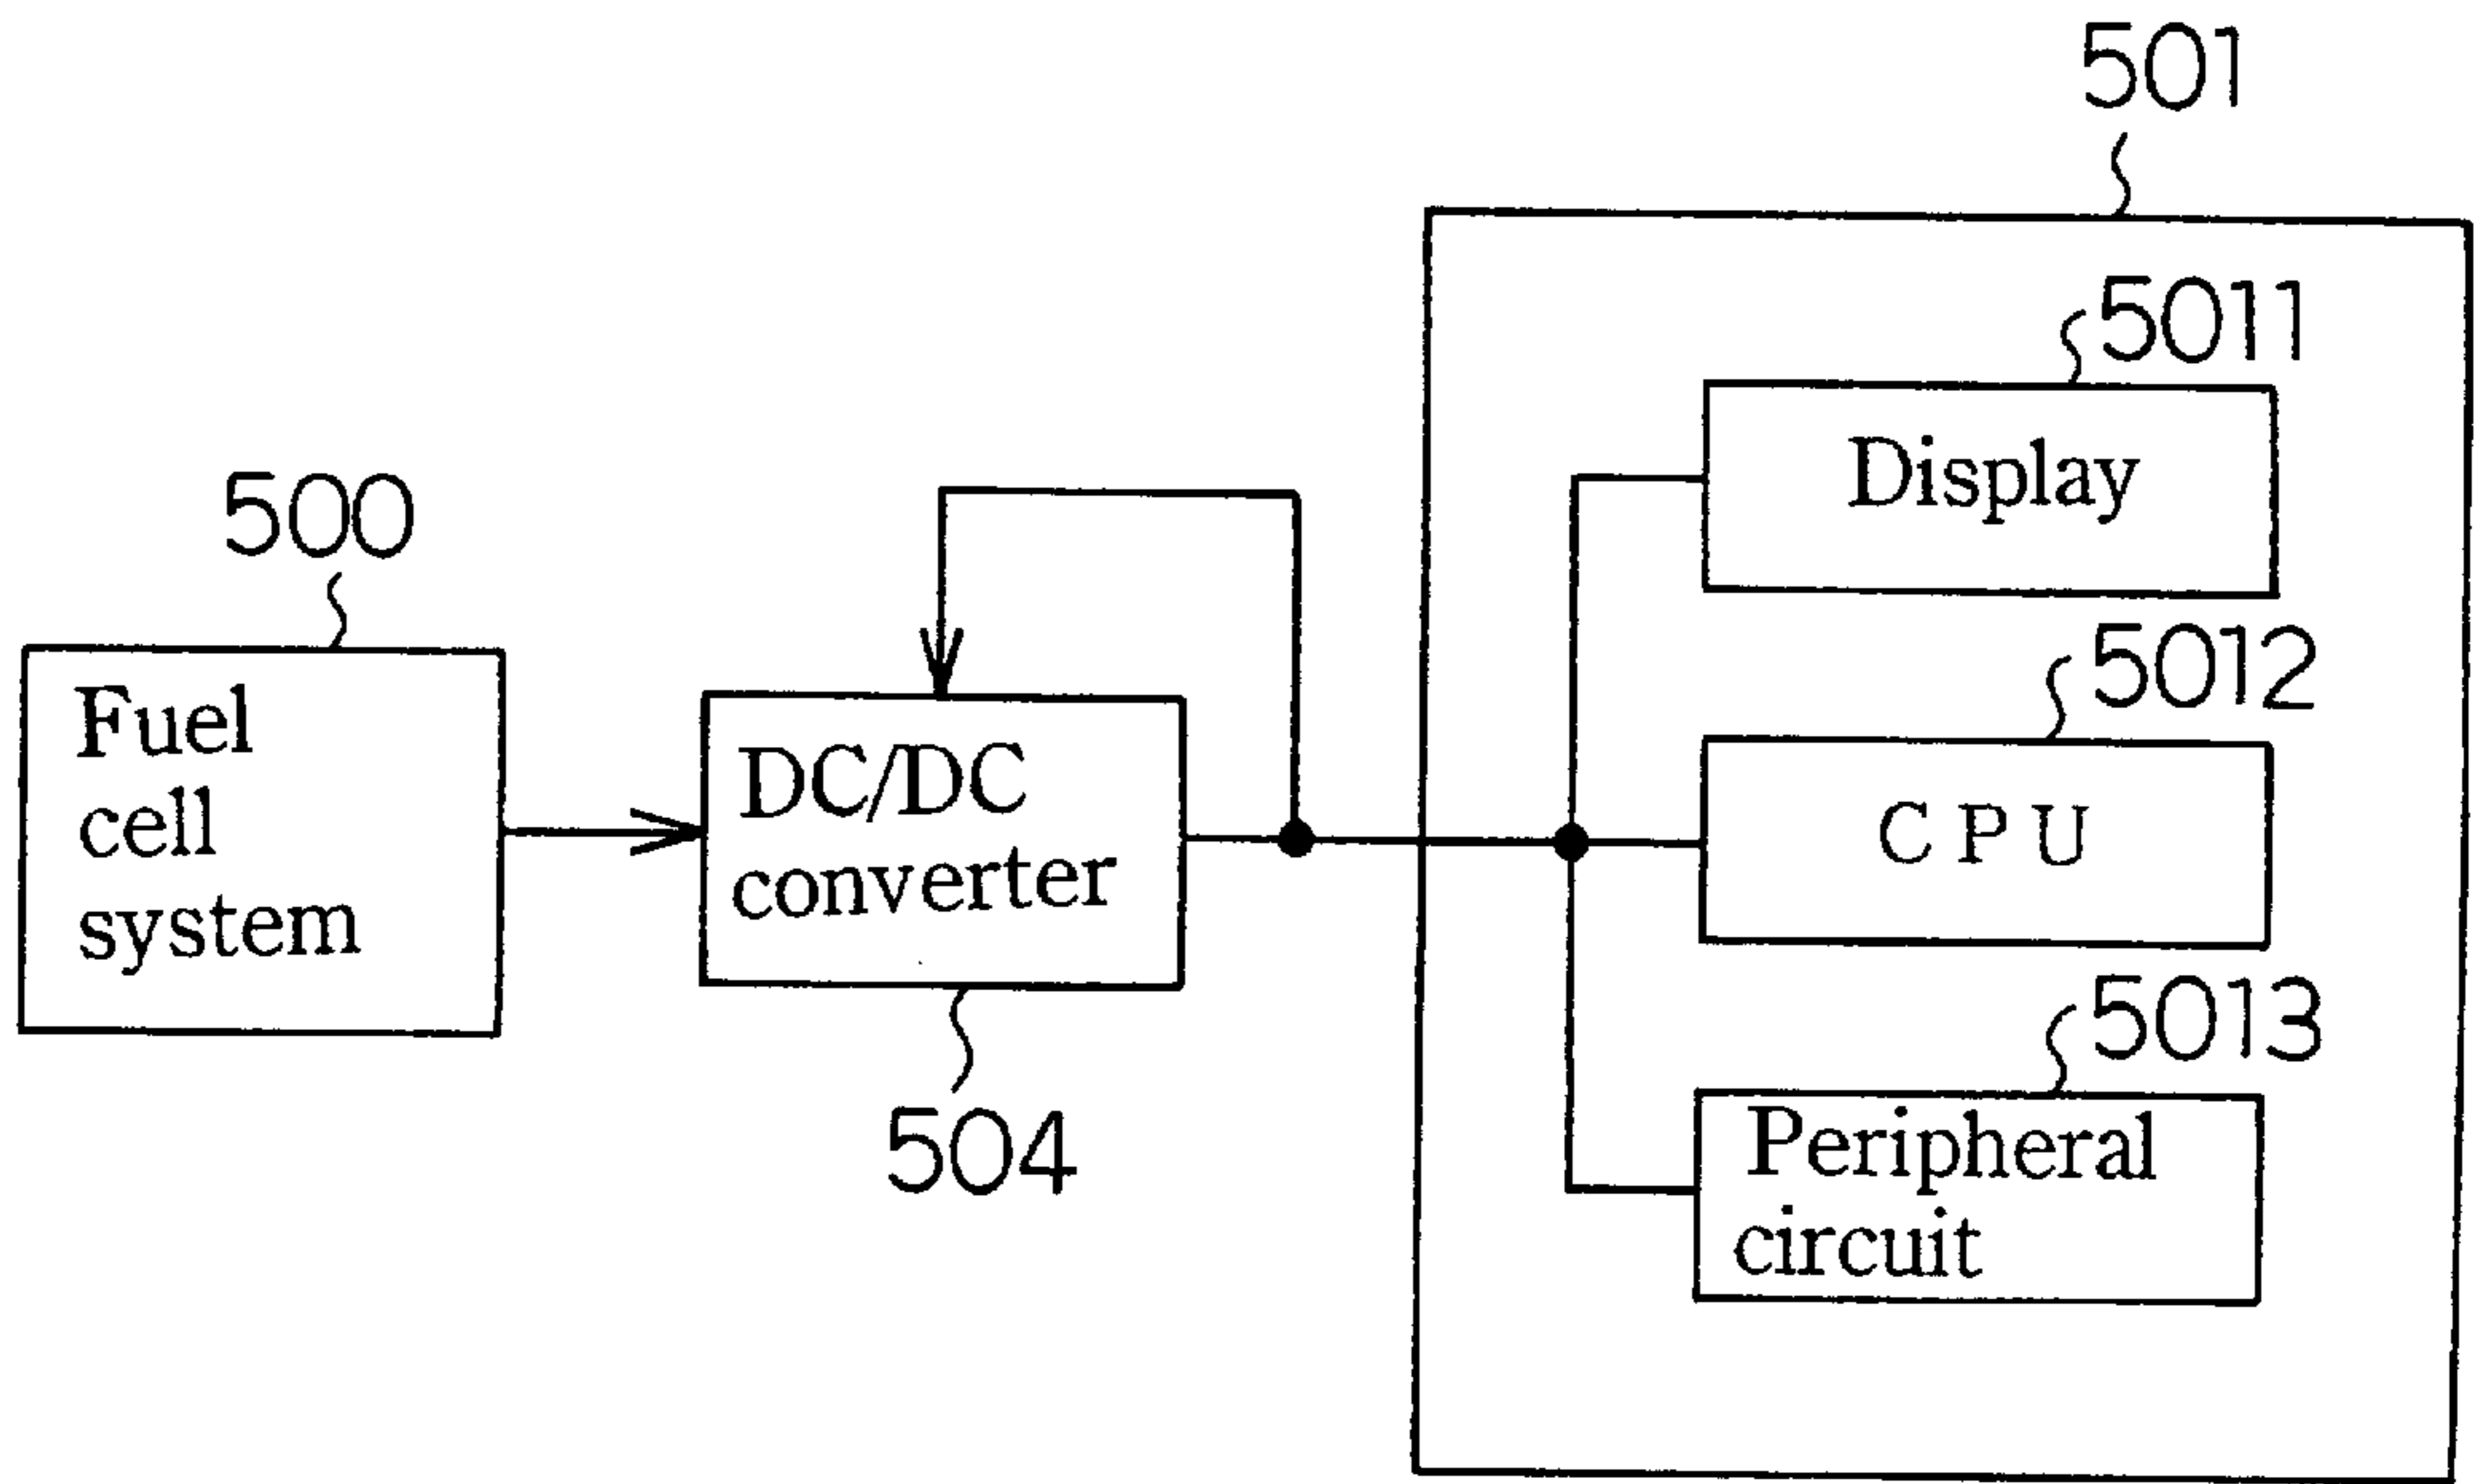 501
5011
Display
500
Fuel
cell
system
DC/DC
converter
504
5012
CPU
5013
Peripheral
circuit